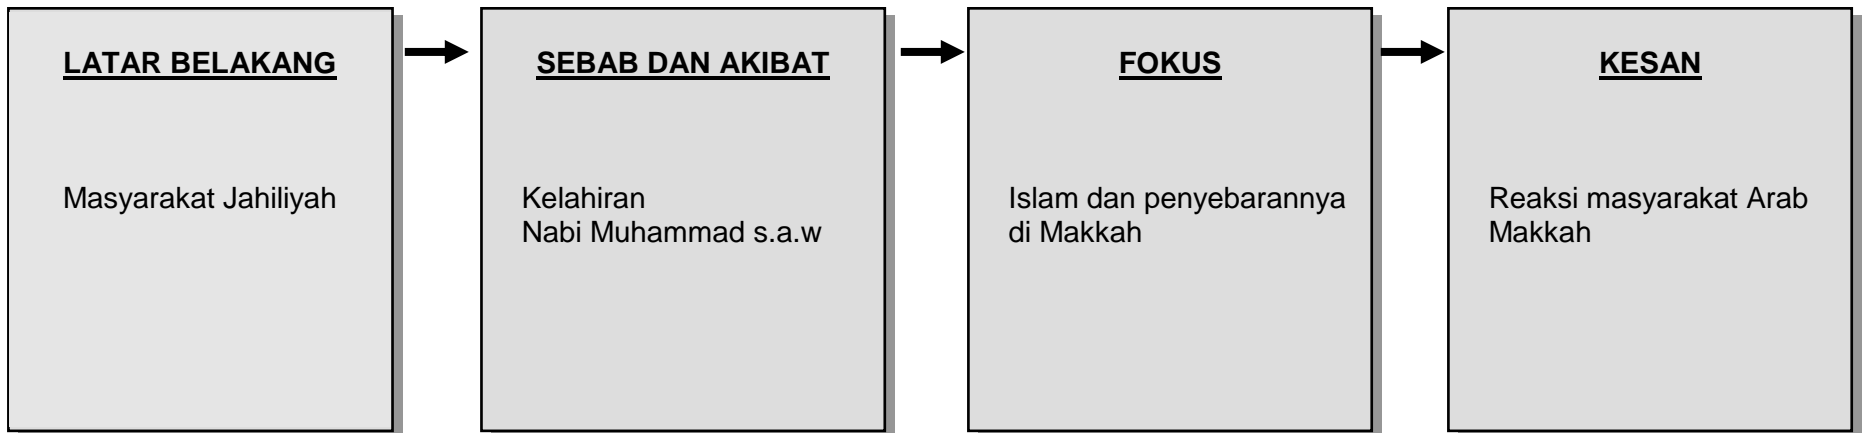 LATAR BELAKANG
Masyarakat Jahiliyah
SEBAB DAN AKIBAT
Kelahiran
Nabi Muhammad s.a.w
FOKUS
Islam dan penyebarannya
di Makkah
KESAN
Reaksi masyarakat Arab
Makkah